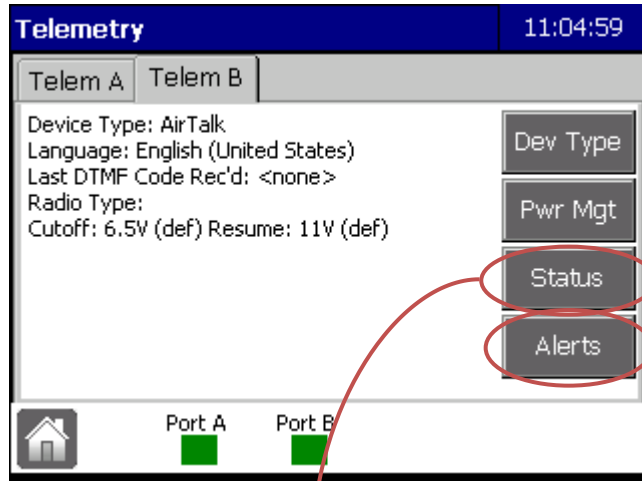 Telemetry
11:04:59
Telem A
Telem B
Device Type: AirTalk
Language: English (United States)
Last DTMF Code Rec'd: <none>
Radio Type:
Cutoff: 6.5V (def) Resume: 11V (def)
Dev Type
Pwr Mgt
Status
Alerts
Port A
Port B